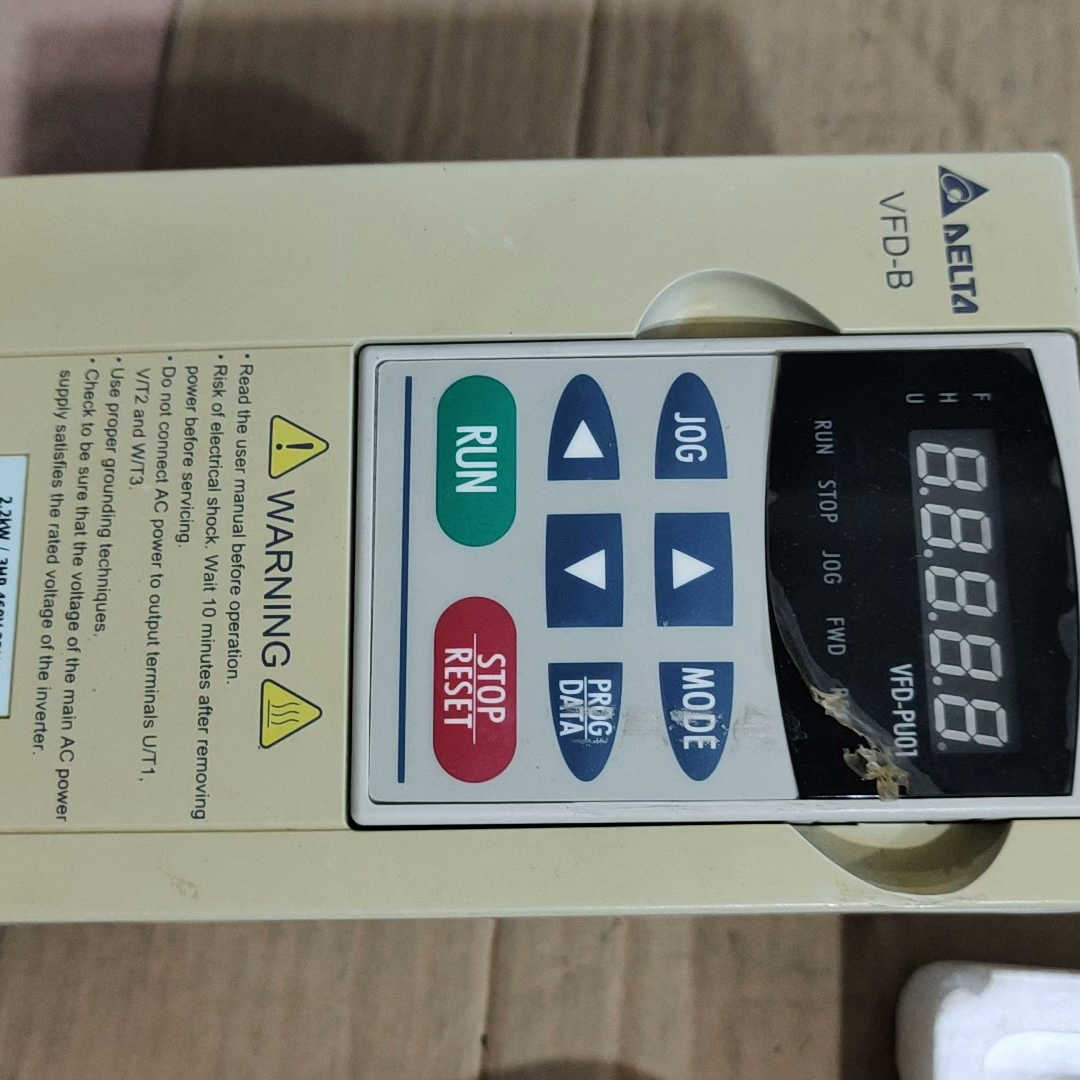 DELTA
VFD-B
F
H
U
8.8.8.8.8.
RUN STOP JOG FWD
VFD-PU01
JOG
MODE
PROG
DATA
RUN
STOP
RESET
WARNING
· Read the user manual before operation.
· Risk of electrical shock. Wait 10 minutes after removing
power before servicing.
· Do not connect AC power to output terminals U/T1,
V/T2 and W/T3.
· Use proper grounding techniques.
· Check to be sure that the voltage of the main AC power
supply satisfies the rated voltage of the inverter.
2.2kW / 3HP